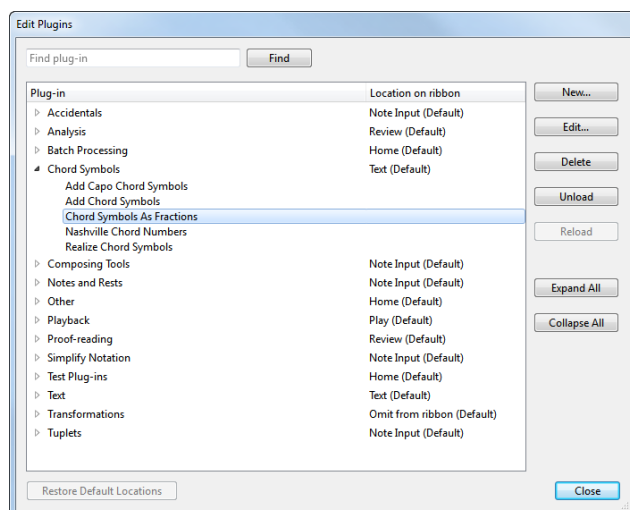 Edit Plugins
Find plug-in
Find
Plug-in Location on ribbon
Accidentals Note Input (Default)
Analysis Review (Default)
Batch Processing Home (Default)
Chord Symbols Text (Default)
Add Capo Chord Symbols
Add Chord Symbols
Chord Symbols As Fractions
Nashville Chord Numbers
Realize Chord Symbols
Composing Tools Note Input (Default)
Notes and Rests Note Input (Default)
Other Home (Default)
Playback Play (Default)
Proof-reading Review (Default)
Simplify Notation Note Input (Default)
Test Plug-ins Home (Default)
Text Text (Default)
Transformations Omit from ribbon (Default)
Tuplets Note Input (Default)
New...
Edit...
Delete
Unload
Reload
Expand All
Collapse All
Restore Default Locations
Close